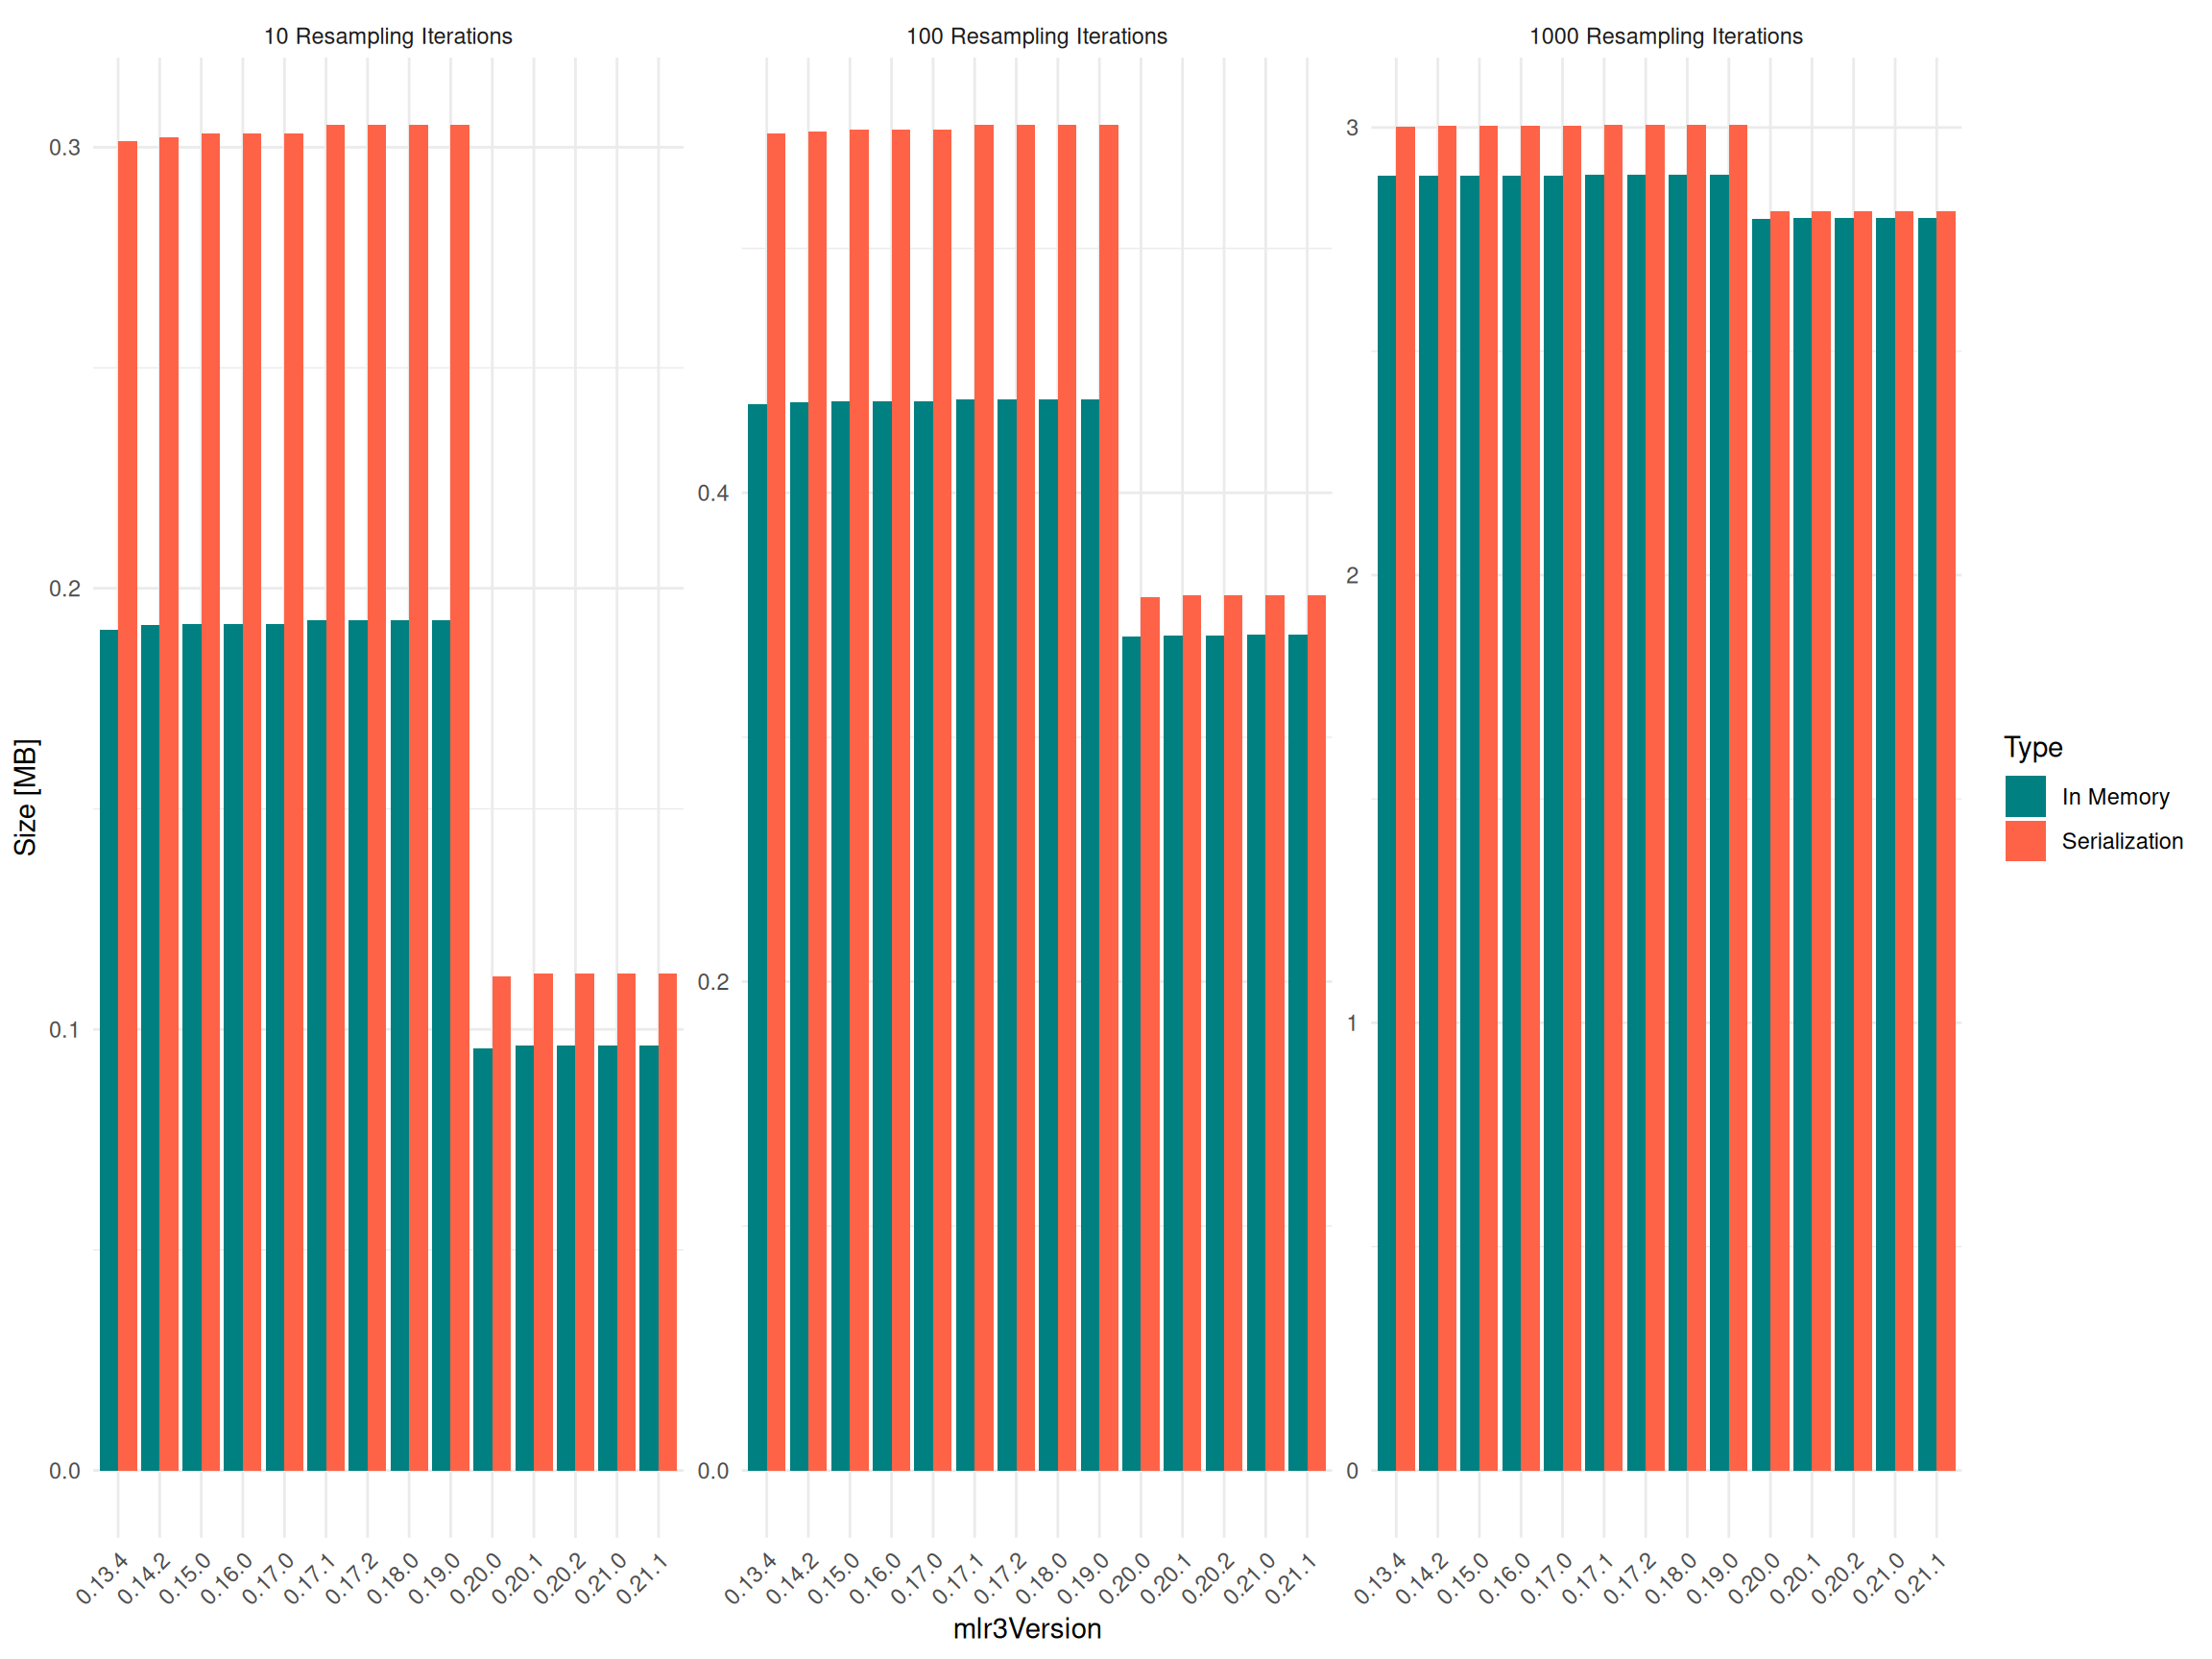 10 Resampling Iterations
100 Resampling Iterations
1000 Resampling Iterations
Size [MB]
0.3
0.2
0.1
0.0
0.4
0.2
0.0
3
2
1
0
0.13.4 0.14.2 0.15.0 0.16.0 0.17.0 0.17.1 0.17.2 0.18.0 0.19.0 0.20.0 0.20.1 0.20.2 0.21.0 0.21.1
0.13.4 0.14.2 0.15.0 0.16.0 0.17.0 0.17.1 0.17.2 0.18.0 0.19.0 0.20.0 0.20.1 0.20.2 0.21.0 0.21.1
0.13.4 0.14.2 0.15.0 0.16.0 0.17.0 0.17.1 0.17.2 0.18.0 0.19.0 0.20.0 0.20.1 0.20.2 0.21.0 0.21.1
mlr3Version
Type
In Memory
Serialization